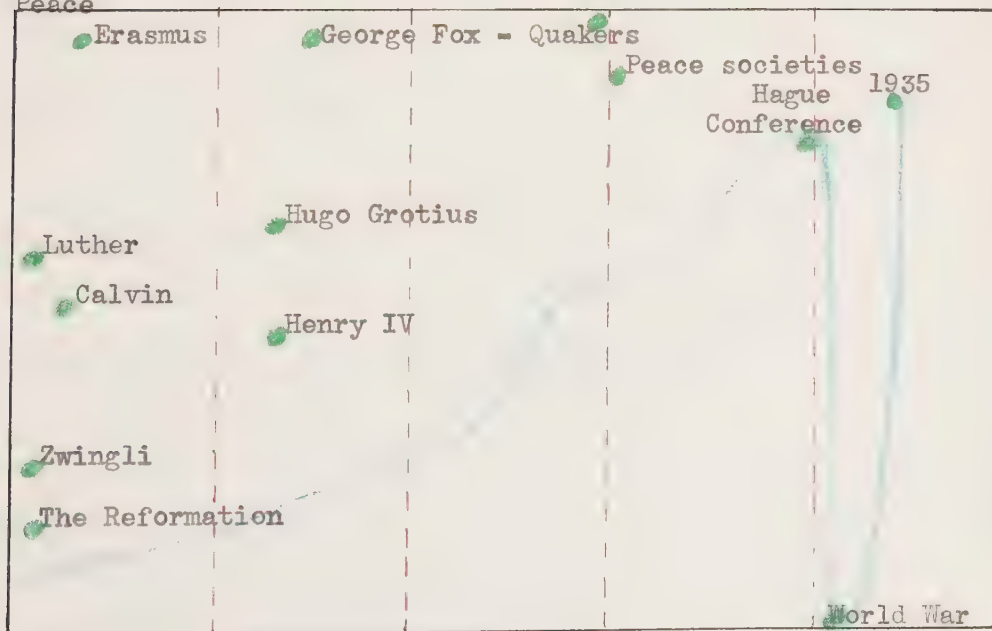 Peace
Erasmus
George Fox - Quakers
Peace societies
1935
Hague
Conference
Hugo Grotius
Luther
Calvin
Henry IV
Zwingli
The Reformation
World War